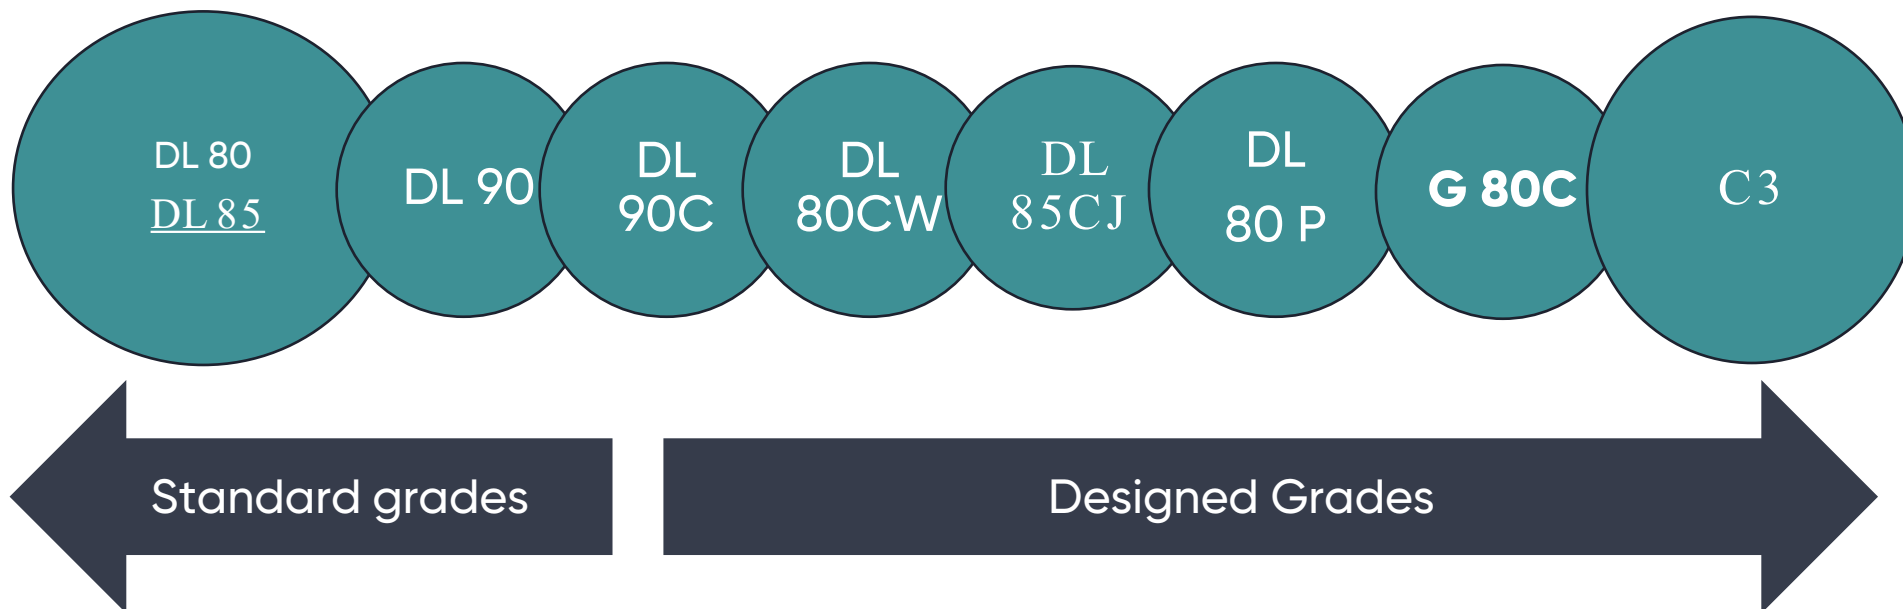 DL 80
DL 85
DL 90
DL
90C
DL
80CW
DL
85CJ
DL
80 P
G 80C
C3
Standard grades
Designed Grades